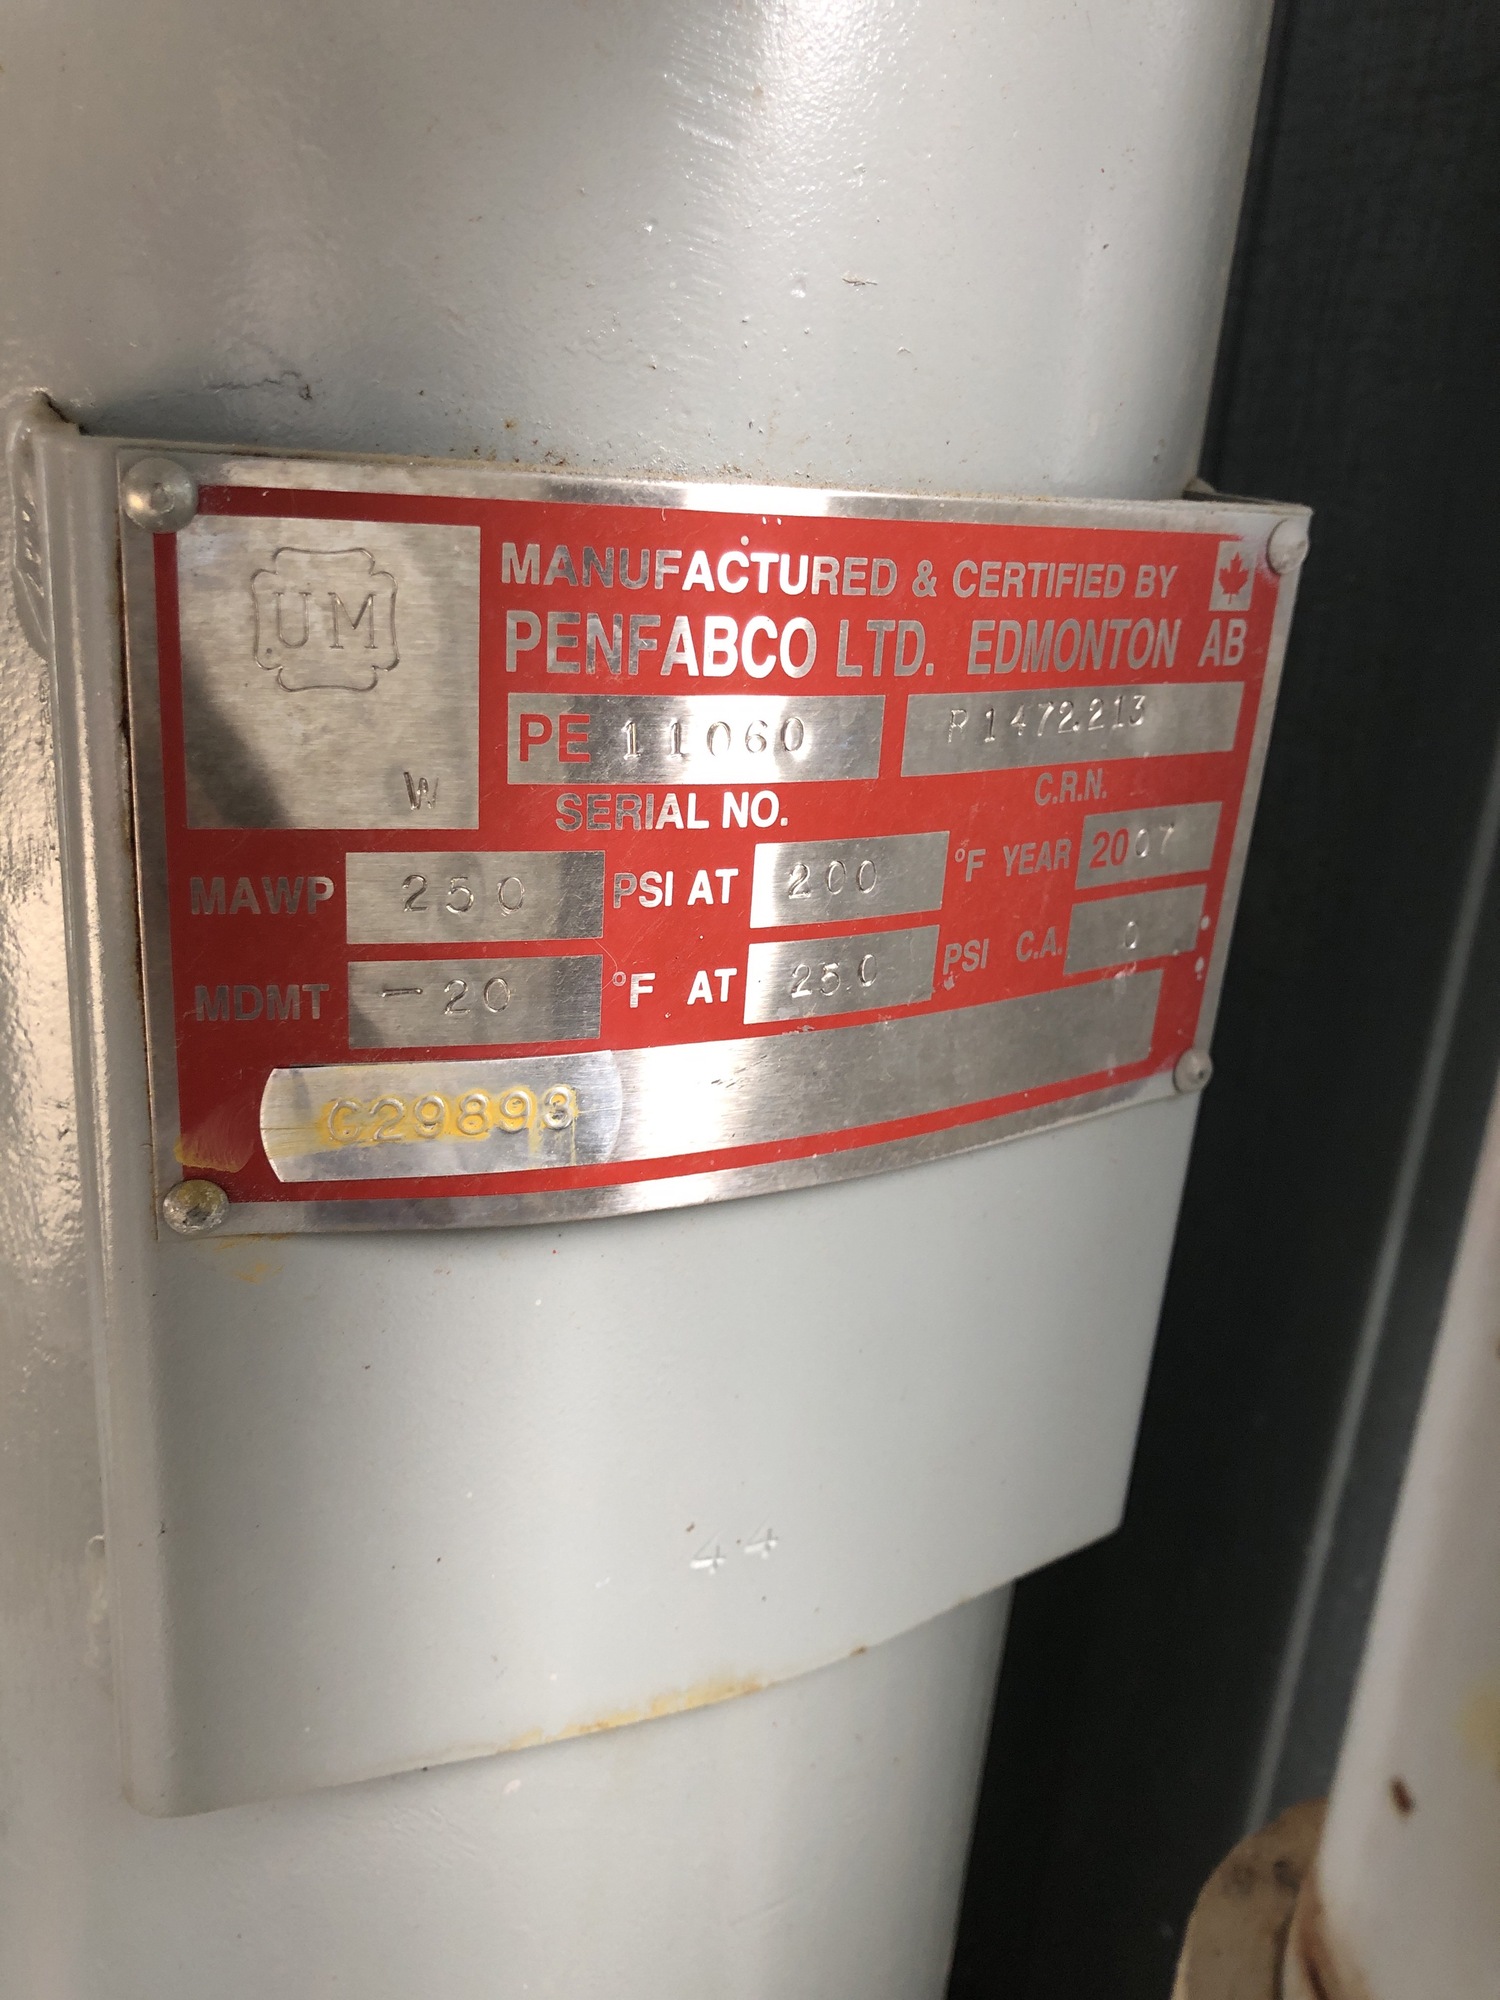 UM
W
MANUFACTURED & CERTIFIED BY
PENFABCO LTD. EDMONTON AB
PE 11060
SERIAL NO.
R1472.213
C.R.N.
MAWP 250 PSI AT 200 °F YEAR 2007
MDMT -20 °F AT 250 PSI C.A. 0
C29893
44